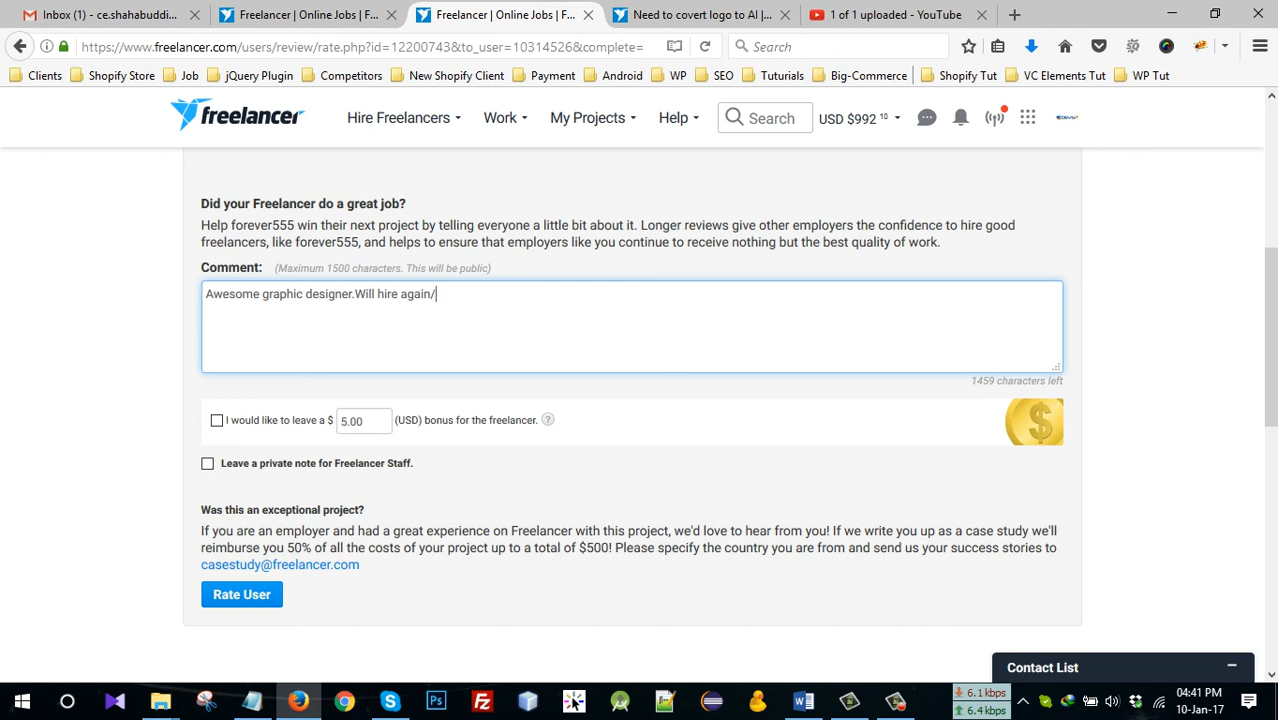 Inbox (1) - ce.shahabuddi...
Freelancer | Online Jobs | F...
Freelancer | Online Jobs | F...
Need to covert logo to AI |...
1 of 1 uploaded - YouTube
https://www.freelancer.com/users/review/rate.php?id=12200743&to_user=10314526&complete=
Search
Clients Shopify Store Job jQuery Plugin Competitors New Shopify Client Payment Android WP SEO Tuturials Big-Commerce Shopify Tut VC Elements Tut WP Tut
freelancer Hire Freelancers Work My Projects Help Search USD $992 18
Did your Freelancer do a great job?
Help forever555 win their next project by telling everyone a little bit about it. Longer reviews give other employers the confidence to hire good
freelancers, like forever555, and helps to ensure that employers like you continue to receive nothing but the best quality of work.
Comment: (Maximum 1500 characters. This will be public)
Awesome graphic designer.Will hire again/
1459 characters left
I would like to leave a $ 5.00 (USD) bonus for the freelancer. ?
Leave a private note for Freelancer Staff.
Was this an exceptional project?
If you are an employer and had a great experience on Freelancer with this project, we'd love to hear from you! If we write you up as a case study we'll
reimburse you 50% of all the costs of your project up to a total of $500! Please specify the country you are from and send us your success stories to
casestudy@freelancer.com
Rate User
Contact List
6.1 kbps
6.4 kbps
04:41 PM
10-Jan-17